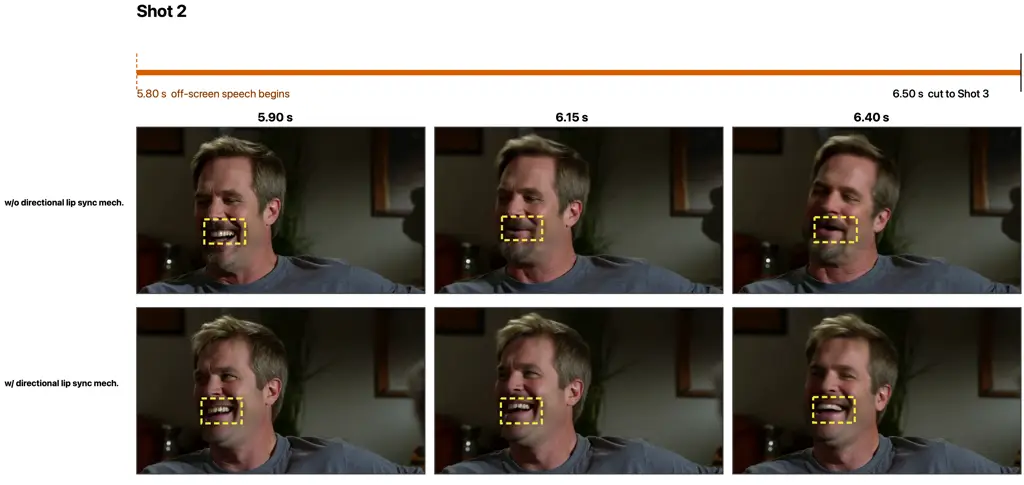 Shot 2
5.80 s off-screen speech begins
6.50 s cut to Shot 3
5.90 s
6.15 s
6.40 s
w/o directional lip sync mech.
w/ directional lip sync mech.